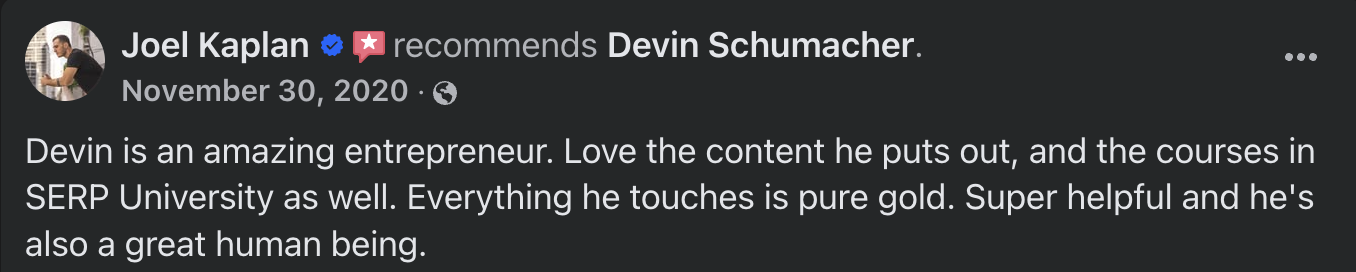 Joel Kaplan recommends Devin Schumacher.
November 30, 2020 ·
Devin is an amazing entrepreneur. Love the content he puts out, and the courses in
SERP University as well. Everything he touches is pure gold. Super helpful and he's
also a great human being.